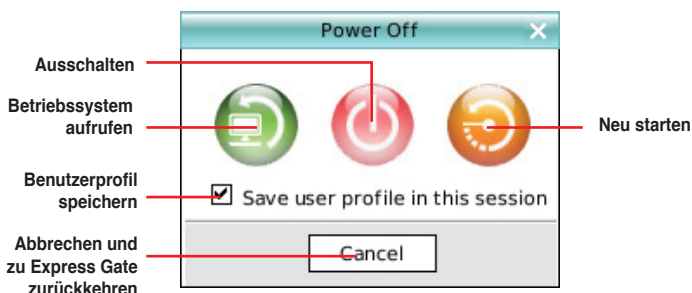 Power Off
Ausschalten
Betriebssystem
aufrufen
Neu starten
Benutzerprofil
speichern
Save user profile in this session
Abbrechen und
zu Express Gate
zurückkehren
Cancel